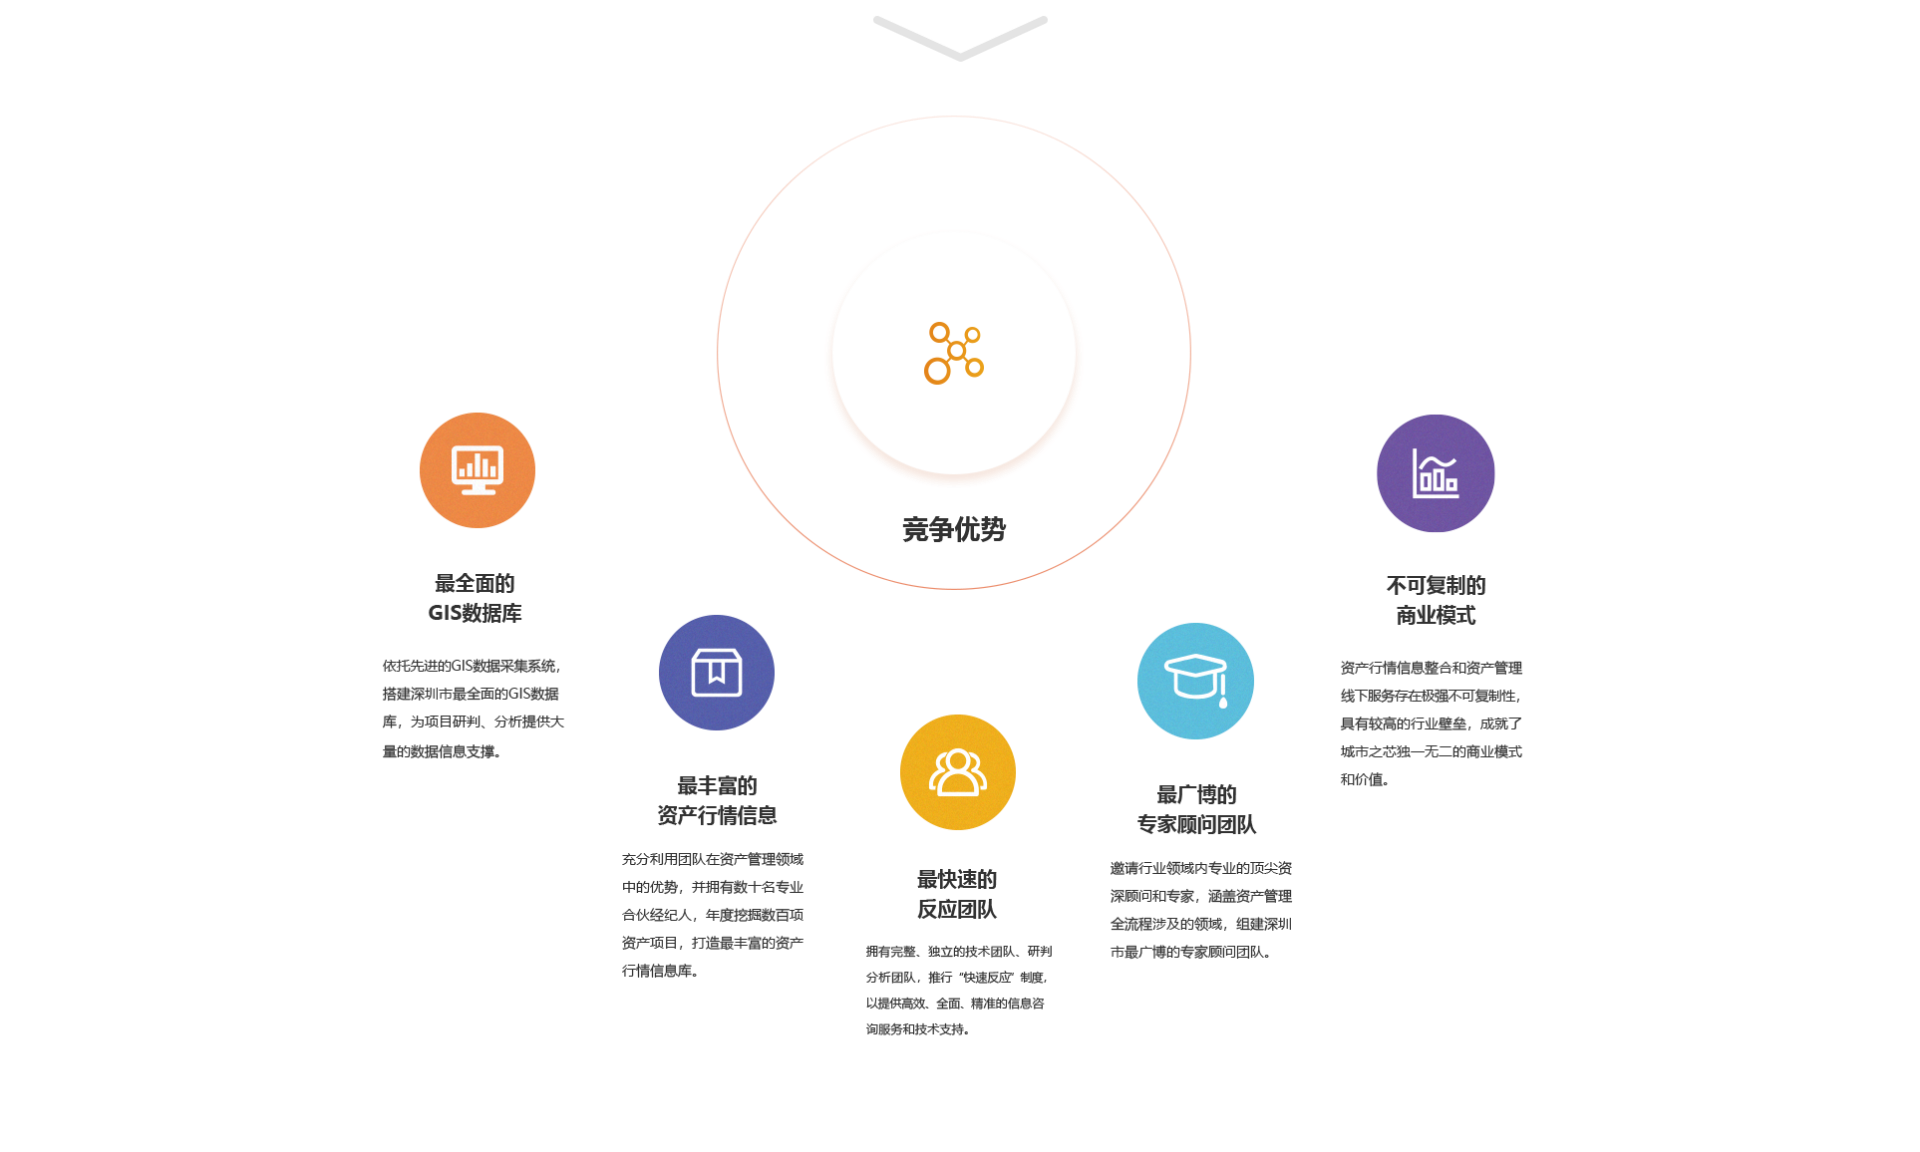 竞争优势
最全面的
GIS数据库
依托先进的GIS数据采集系统，
搭建深圳市最全面的GIS数据
库，为项目研判、分析提供大
量的数据信息支撑。
最丰富的
资产行情信息
充分利用团队在资产管理领域
中的优势，并拥有数十名专业
合伙经纪人，年度挖掘数百项
资产项目，打造最丰富的资产
行情信息库。
最快速的
反应团队
拥有完整、独立的技术团队、研判
分析团队，推行“快速反应”制度，
以提供高效、全面、精准的信息咨
询服务和技术支持。
最广博的
专家顾问团队
邀请行业领域内专业的顶尖资
深顾问和专家，涵盖资产管理
全流程涉及的领域，组建深圳
市最广博的专家顾问团队。
不可复制的
商业模式
资产行情信息整合和资产管理
线下服务存在极强不可复制性，
具有较高的行业壁垒，成就了
城市之芯独一无二的商业模式
和价值。